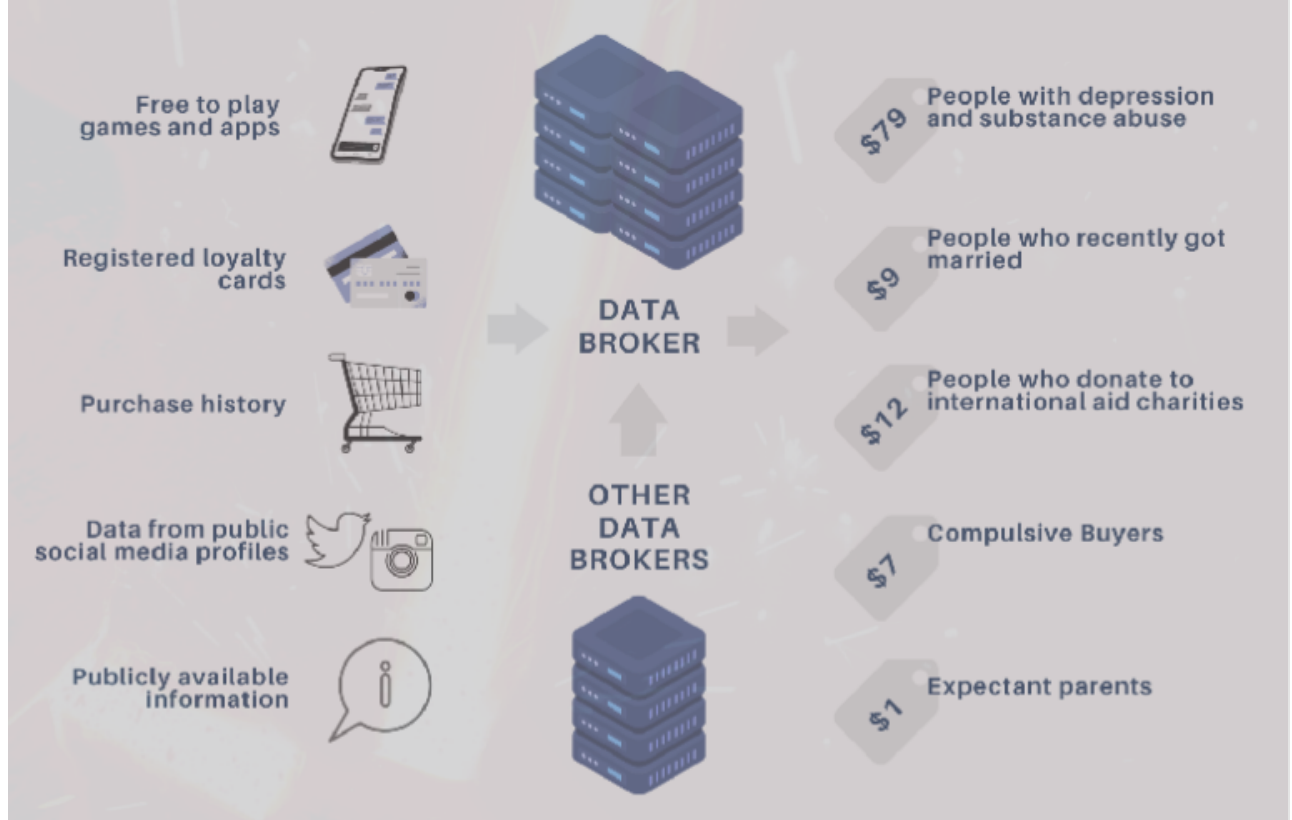 Free to play
games and apps
Registered loyalty
cards
Purchase history
Data from public
social media profiles
Publicly available
information
DATA
BROKER
OTHER
DATA
BROKERS
$79
People with depression
and substance abuse
$9
People who recently got
married
$12
People who donate to
international aid charities
$7
Compulsive Buyers
$1
Expectant parents